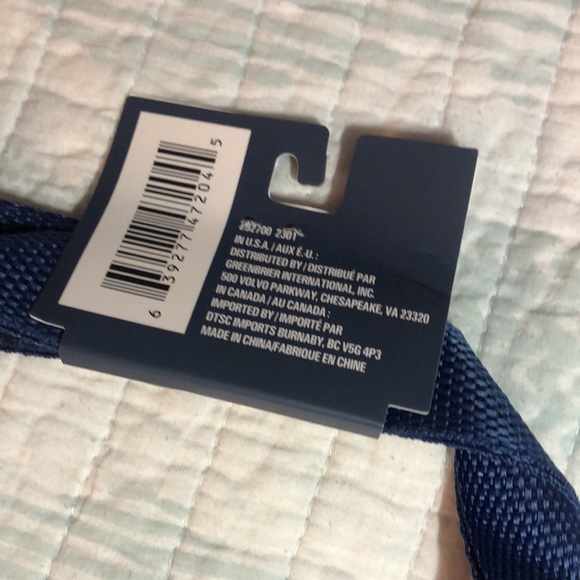 6 39277 47204 5
292700 2301
IN U.S.A. / AUX É.-U. :
DISTRIBUTED BY / DISTRIBUÉ PAR
GREENBRIER INTERNATIONAL, INC.
500 VOLVO PARKWAY, CHESAPEAKE, VA 23320
IN CANADA / AU CANADA :
IMPORTED BY / IMPORTÉ PAR
DTSC IMPORTS BURNABY, BC V5G 4P3
MADE IN CHINA/FABRIQUÉ EN CHINE